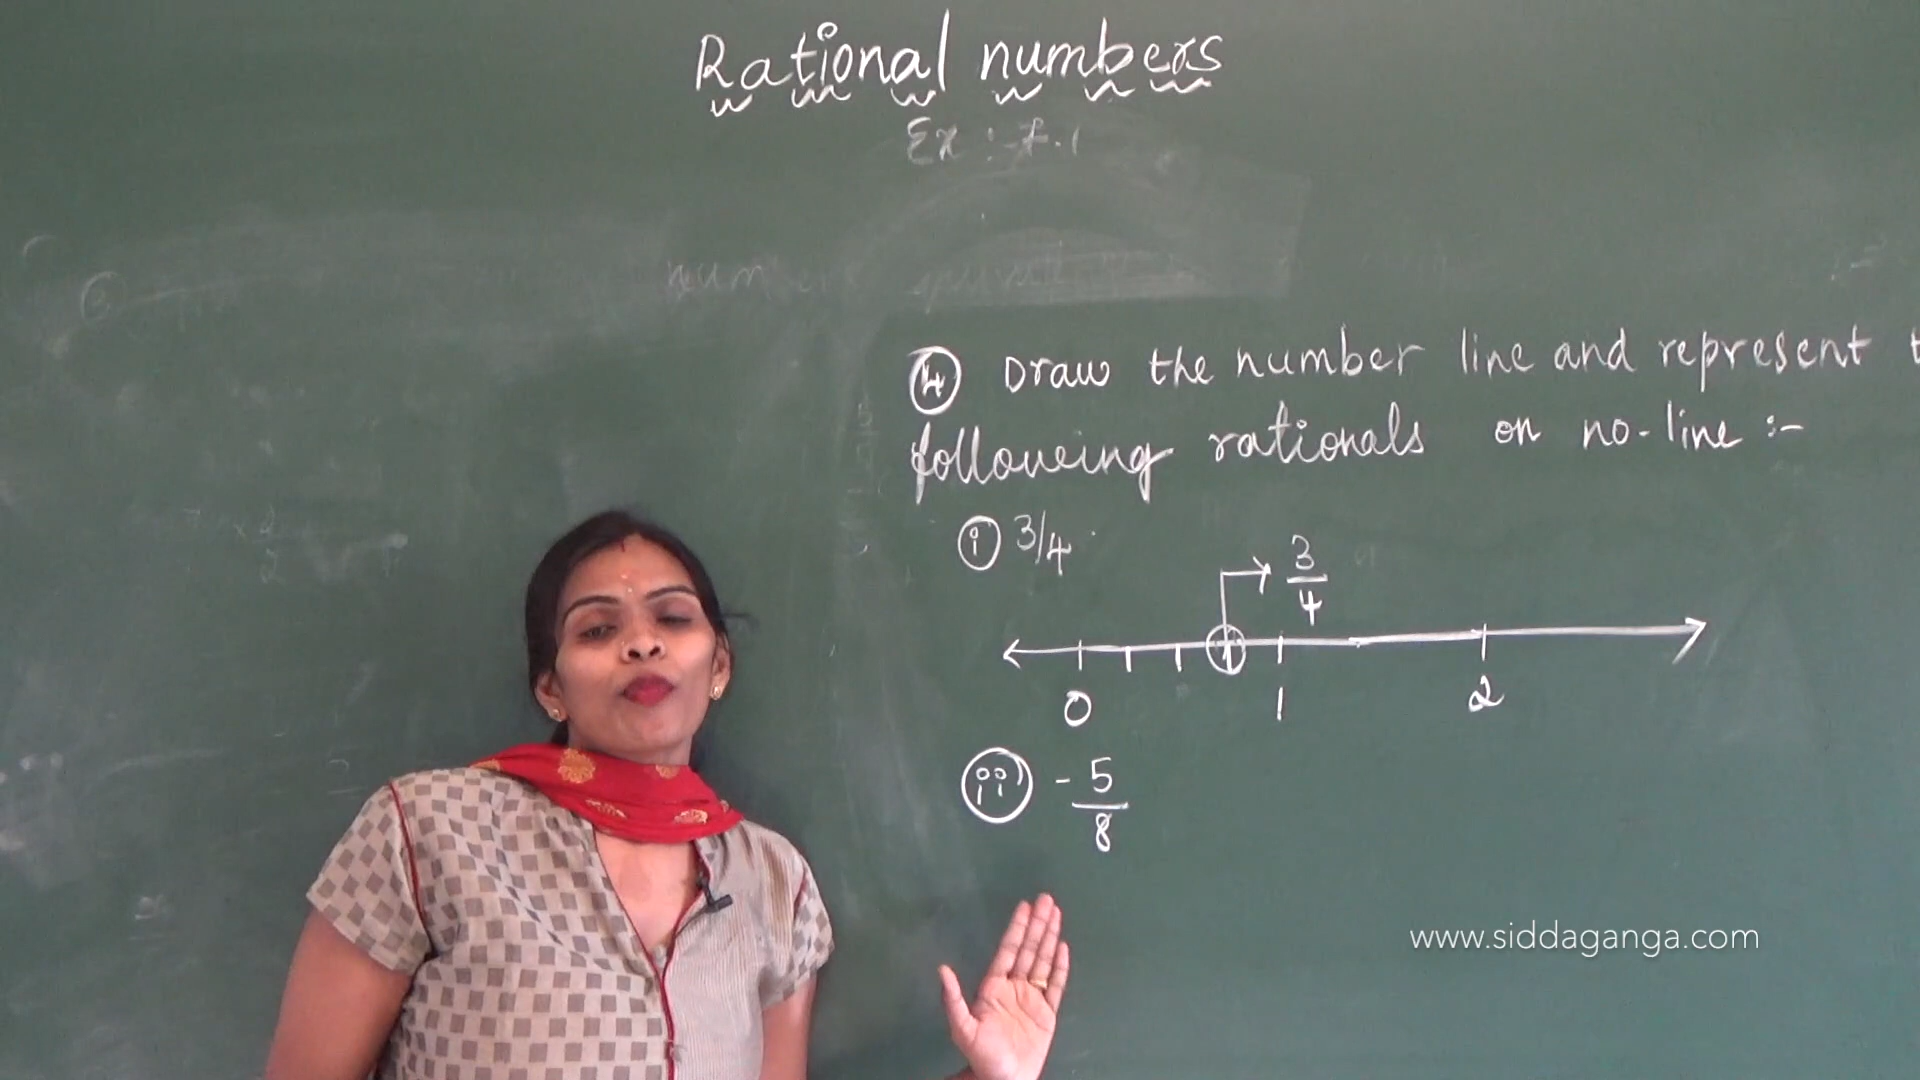 Rational numbers
Ex : 7.1
numbers
④ Draw the number line and represent t
following rationals on no-line :-
ⓘ 3/4
3/4
0 1 2
(ii) -5/8
www.siddaganga.com